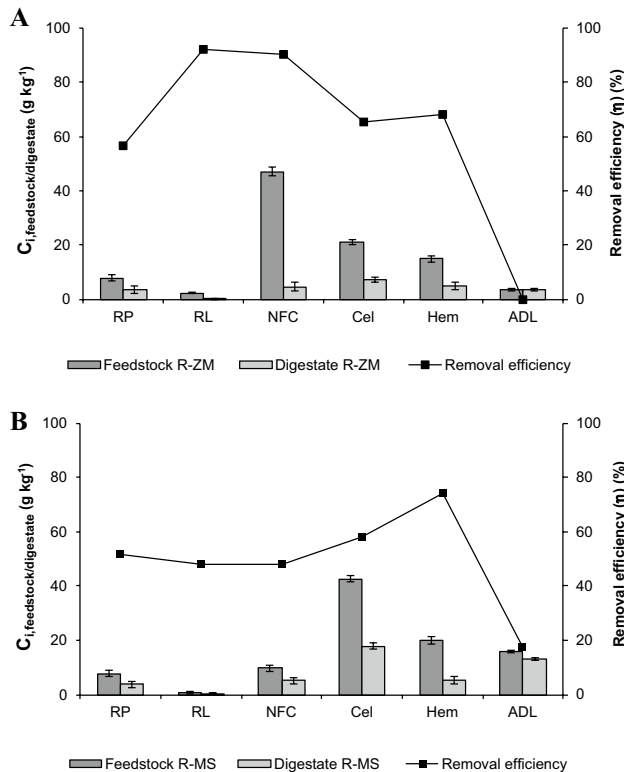 A
100
80
60
40
20
0
C i,feedstock/digestate (g kg-1)
100
80
60
40
20
0
Removal efficiency (η) (%)
RP RL NFC Cel Hem ADL
Feedstock R-ZM Digestate R-ZM Removal efficiency
B
100
80
60
40
20
0
C i,feedstock/digestate (g kg-1)
100
80
60
40
20
0
Removal efficiency (η) (%)
RP RL NFC Cel Hem ADL
Feedstock R-MS Digestate R-MS Removal efficiency